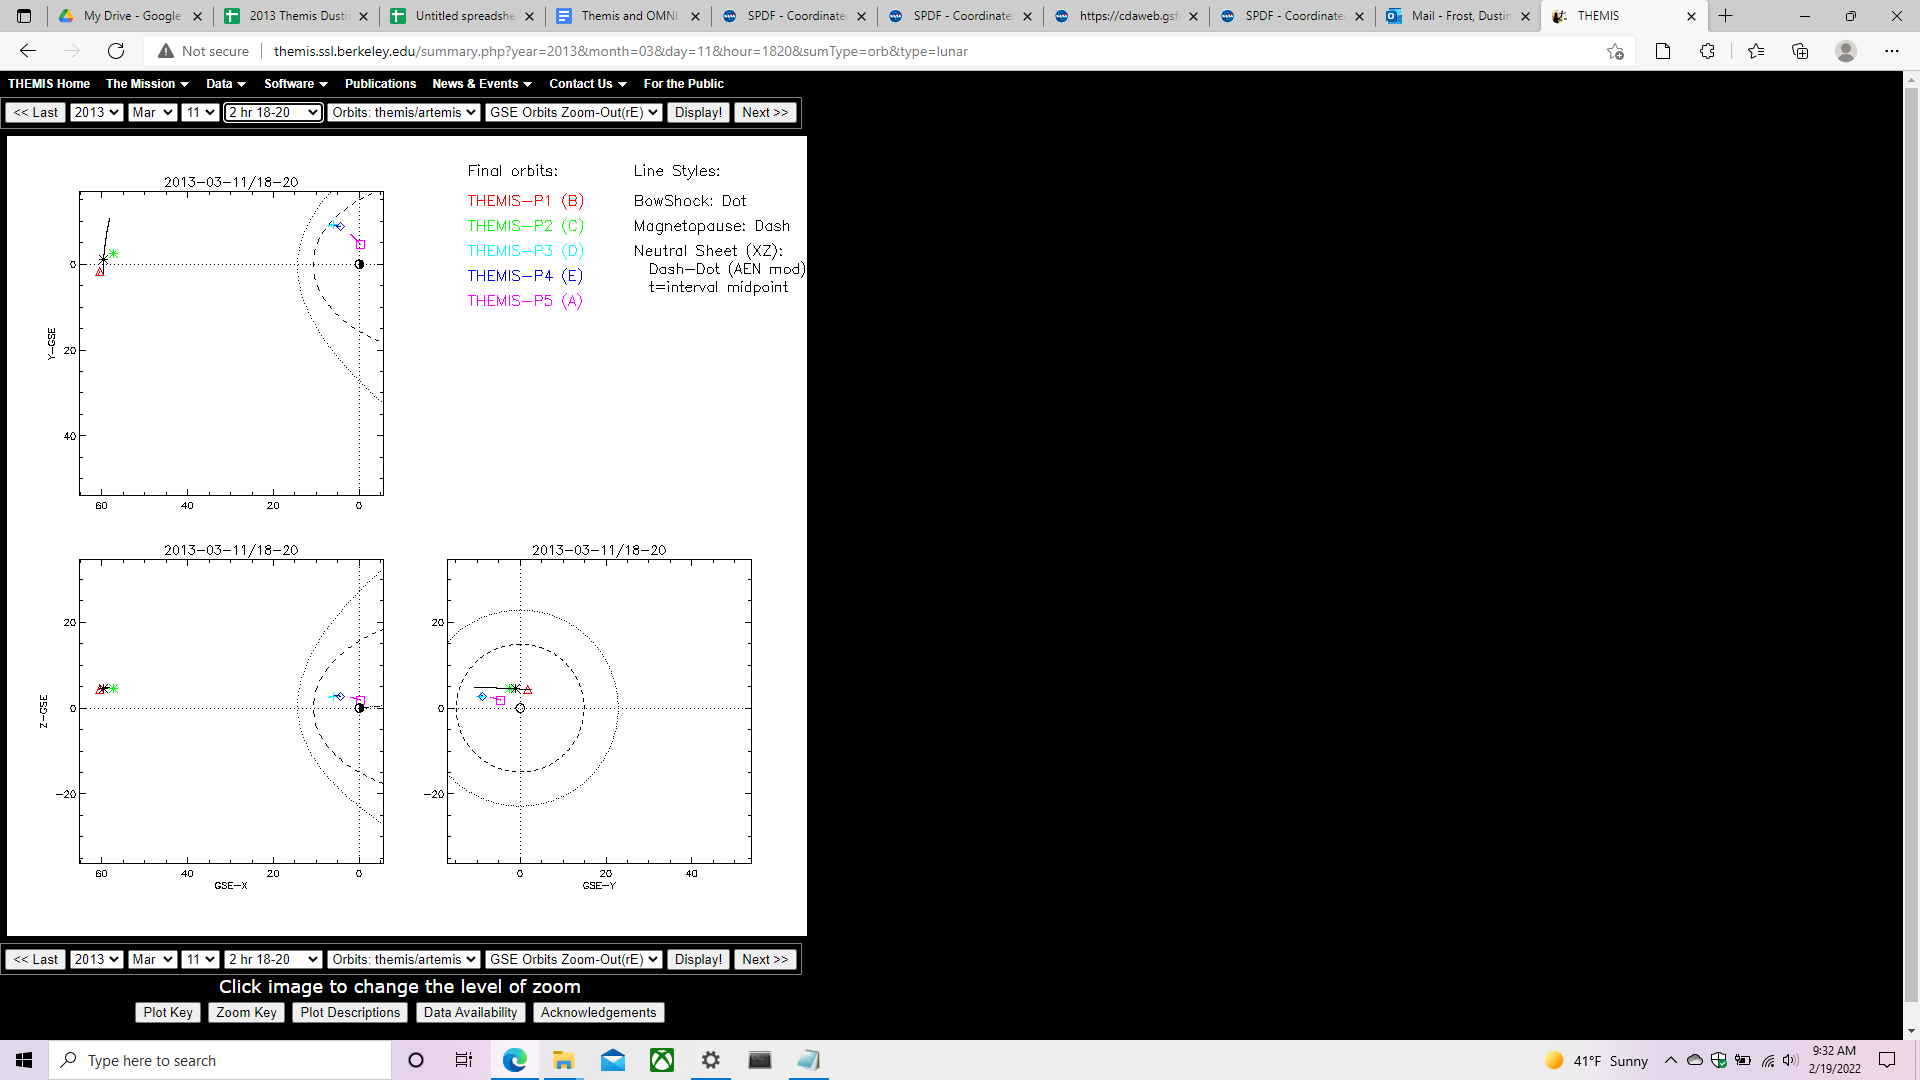 My Drive - Google
2013 Themis Dusti
Untitled spreadshe
Themis and OMNI
SPDF - Coordinate
SPDF - Coordinate
https://cdaweb.gsf
SPDF - Coordinate
Mail - Frost, Dustin
THEMIS
Not secure
themis.ssl.berkeley.edu/summary.php?year=2013&month=03&day=11&hour=1820&sumType=orb&type=lunar
THEMIS Home The Mission Data Software Publications News & Events Contact Us For the Public
<< Last 2013 Mar 11 2 hr 18-20 Orbits: themis/artemis GSE Orbits Zoom-Out(rE) Display! Next >>
2013-03-11/18-20
0
20
40
Y-GSE
60 40 20 0
Final orbits:
THEMIS-P1 (B)
THEMIS-P2 (C)
THEMIS-P3 (D)
THEMIS-P4 (E)
THEMIS-P5 (A)
Line Styles:
BowShock: Dot
Magnetopause: Dash
Neutral Sheet (XZ):
Dash-Dot (AEN mod)
t=interval midpoint
2013-03-11/18-20
20
0
-20
Z-GSE
60 40 20 0
GSE-X
2013-03-11/18-20
20
0
-20
0 20 40
GSE-Y
<< Last 2013 Mar 11 2 hr 18-20 Orbits: themis/artemis GSE Orbits Zoom-Out(rE) Display! Next >>
Click image to change the level of zoom
Plot Key Zoom Key Plot Descriptions Data Availability Acknowledgements
Type here to search
41°F Sunny
9:32 AM
2/19/2022